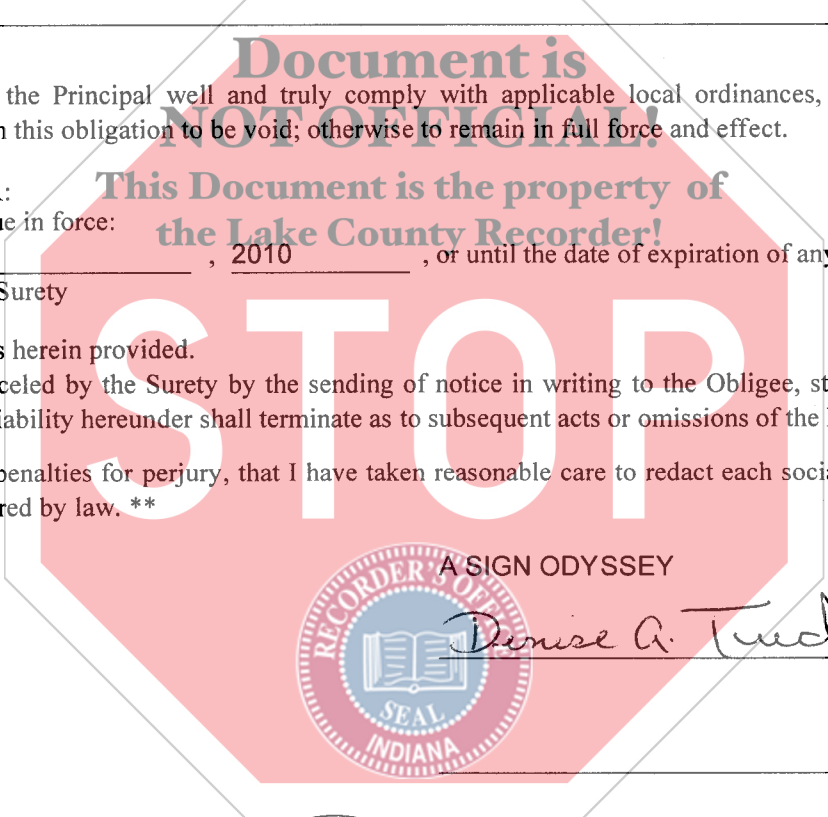 Document is
the Principal well and truly comply with applicable local ordinances,
NOT OFFICIAL!
this obligation to be void; otherwise to remain in full force and effect.
This Document is the property of
e in force:
the Lake County Recorder!
, 2010 , or until the date of expiration of any
Surety
STOP
s herein provided.
celed by the Surety by the sending of notice in writing to the Obligee, st
iability hereunder shall terminate as to subsequent acts or omissions of the
penalties for perjury, that I have taken reasonable care to redact each soci
red by law. **
A SIGN ODYSSEY
RECORDER'S OFFICE
Denise A.
SEAL
INDIANA